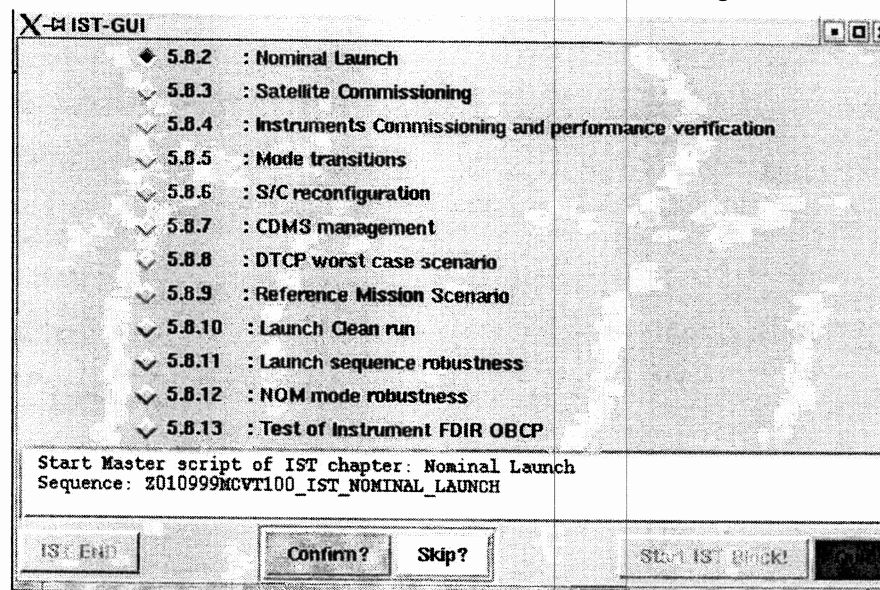 X-⋈ IST-GUI
5.8.2 : Nominal Launch
5.8.3 : Satellite Commissioning
5.8.4 : Instruments Commissioning and performance verification
5.8.5 : Mode transitions
5.8.6 : S/C reconfiguration
5.8.7 : CDMS management
5.8.8 : DTCP worst case scenario
5.8.9 : Reference Mission Scenario
5.8.10 : Launch Clean run
5.8.11 : Launch sequence robustness
5.8.12 : NOM mode robustness
5.8.13 : Test of Instrument FDIR OBCP
Start Master script of IST chapter: Nominal Launch
Sequence: Z010999MCVT100_IST_NOMINAL_LAUNCH
IST END Confirm? Skip? Start IST Block!